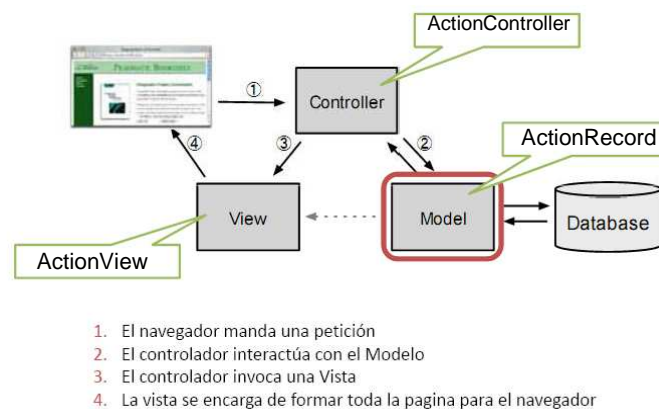 ActionController
PRAGMATIC BOOKSHELF
①
Controller
④
③
②
ActionRecord
View
Model
Database
ActionView
1. El navegador manda una petición
2. El controlador interactúa con el Modelo
3. El controlador invoca una Vista
4. La vista se encarga de formar toda la pagina para el navegador